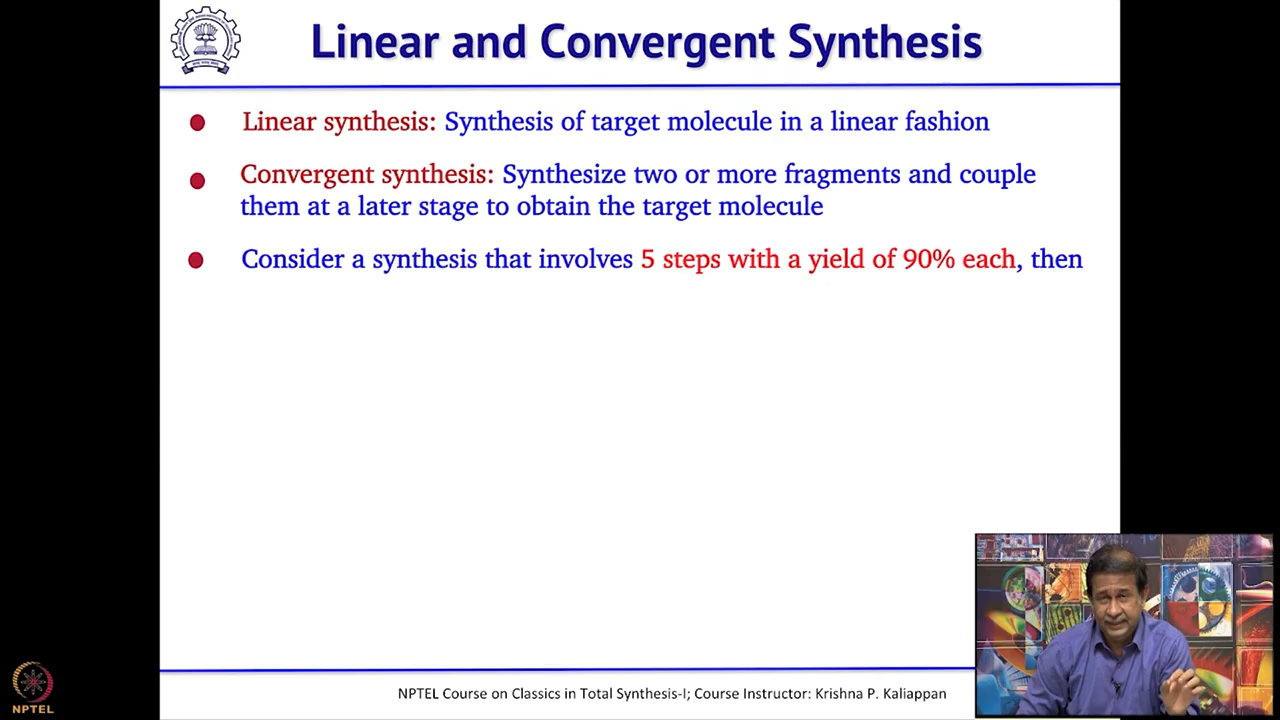 Linear and Convergent Synthesis
Linear synthesis: Synthesis of target molecule in a linear fashion
Convergent synthesis: Synthesize two or more fragments and couple
them at a later stage to obtain the target molecule
Consider a synthesis that involves 5 steps with a yield of 90% each, then
NPTEL Course on Classics in Total Synthesis-I; Course Instructor: Krishna P. Kaliappan
NPTEL